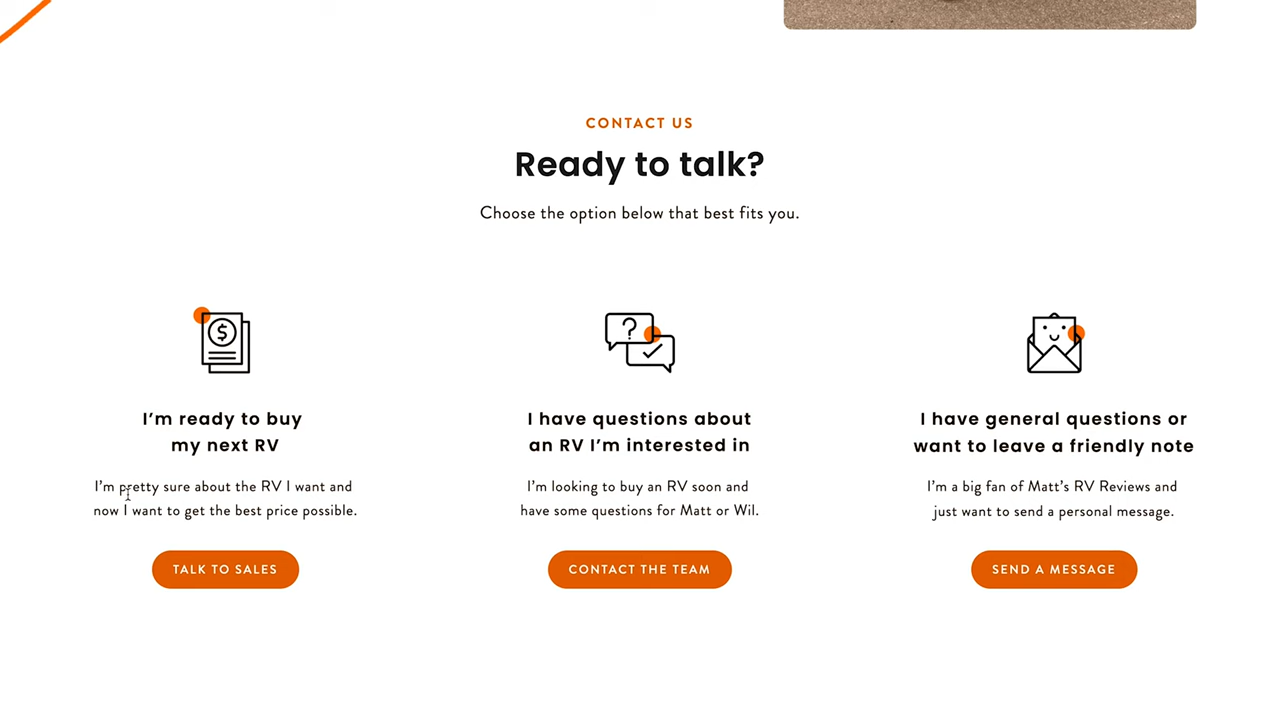 CONTACT US
Ready to talk?
Choose the option below that best fits you.
I'm ready to buy
my next RV
I'm pretty sure about the RV I want and
now I want to get the best price possible.
TALK TO SALES
I have questions about
an RV I'm interested in
I'm looking to buy an RV soon and
have some questions for Matt or Wil.
CONTACT THE TEAM
I have general questions or
want to leave a friendly note
I'm a big fan of Matt's RV Reviews and
just want to send a personal message.
SEND A MESSAGE